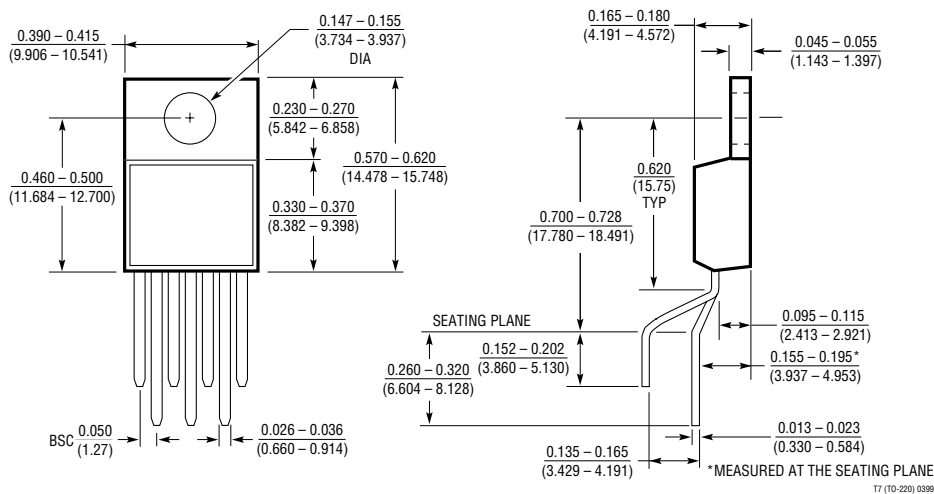 0.390 – 0.415
(9.906 – 10.541)
0.147 – 0.155
(3.734 – 3.937)
DIA
0.230 – 0.270
(5.842 – 6.858)
0.570 – 0.620
(14.478 – 15.748)
0.460 – 0.500
(11.684 – 12.700)
0.330 – 0.370
(8.382 – 9.398)
BSC
0.050
(1.27)
0.026 – 0.036
(0.660 – 0.914)
0.165 – 0.180
(4.191 – 4.572)
0.045 – 0.055
(1.143 – 1.397)
0.620
(15.75)
TYP
0.700 – 0.728
(17.780 – 18.491)
SEATING PLANE
0.095 – 0.115
(2.413 – 2.921)
0.152 – 0.202
(3.860 – 5.130)
0.260 – 0.320
(6.604 – 8.128)
0.155 – 0.195*
(3.937 – 4.953)
0.013 – 0.023
(0.330 – 0.584)
0.135 – 0.165
(3.429 – 4.191)
*MEASURED AT THE SEATING PLANE
T7 (TO-220) 0399